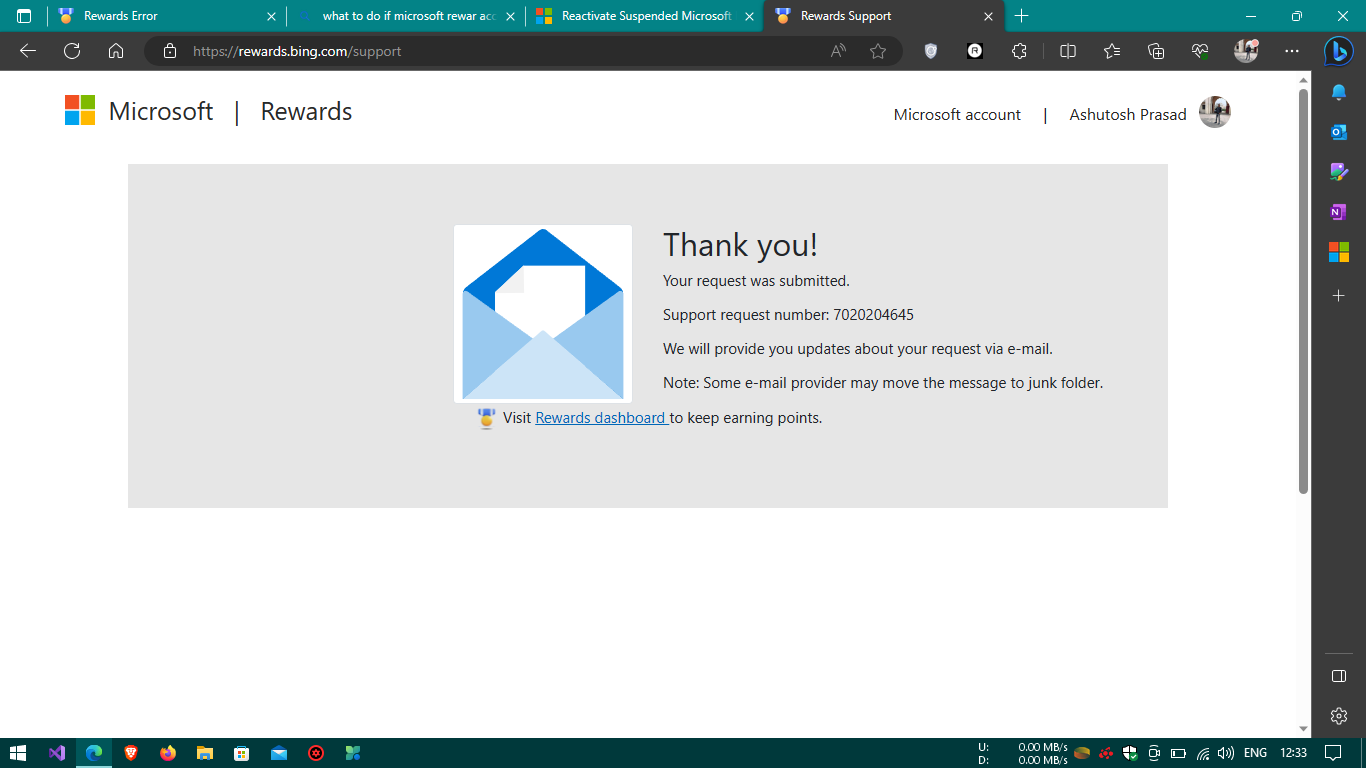 Rewards Error
what to do if microsoft rewar acc
Reactivate Suspended Microsoft
Rewards Support
https://rewards.bing.com/support
Microsoft | Rewards
Microsoft account | Ashutosh Prasad
Thank you!
Your request was submitted.
Support request number: 7020204645
We will provide you updates about your request via e-mail.
Note: Some e-mail provider may move the message to junk folder.
Visit Rewards dashboard to keep earning points.
U: 0.00 MB/s
D: 0.00 MB/s
ENG
12:33